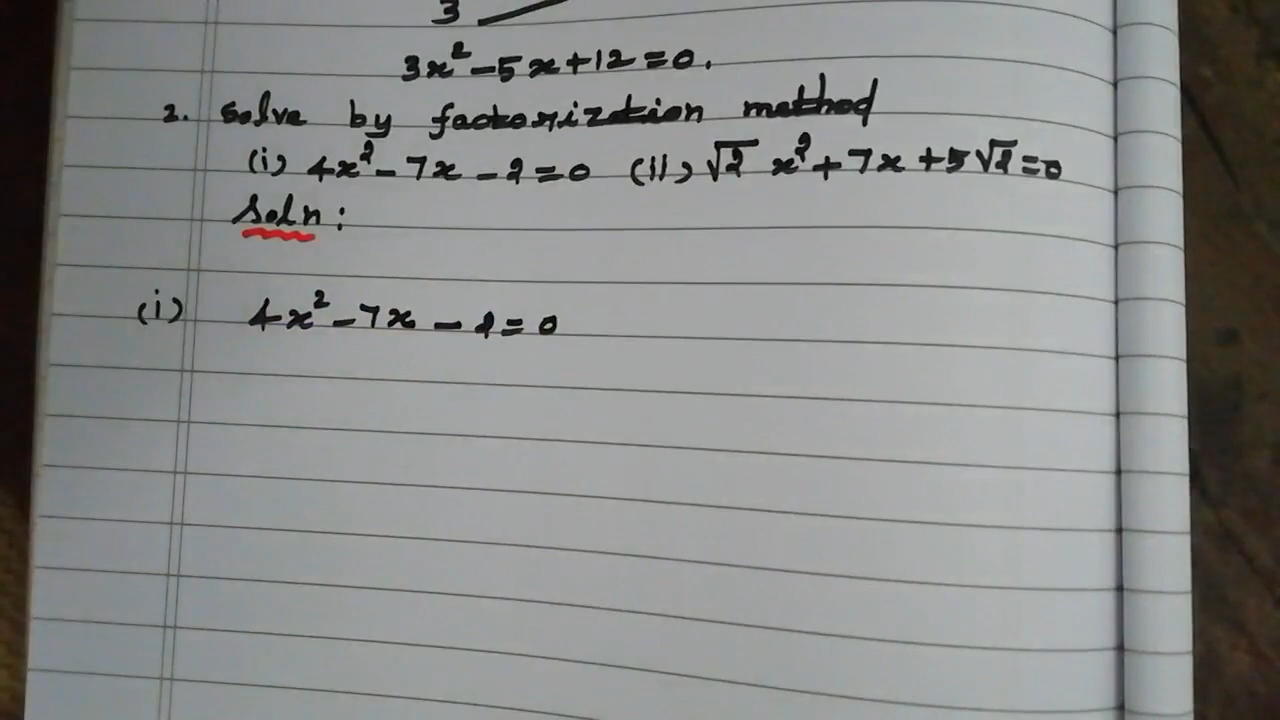 3
3x²-5x+12=0.
2. Solve by factorization method
(i) 4x²-7x-2=0 (ii) √2 x²+7x+5√2=0
Soln:
(i) 4x²-7x-2=0